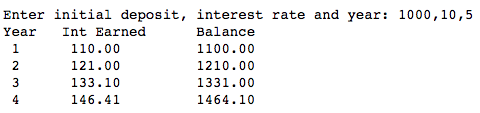 Enter initial deposit, interest rate and year: 1000,10,5
Year Int Earned Balance
1 110.00 1100.00
2 121.00 1210.00
3 133.10 1331.00
4 146.41 1464.10